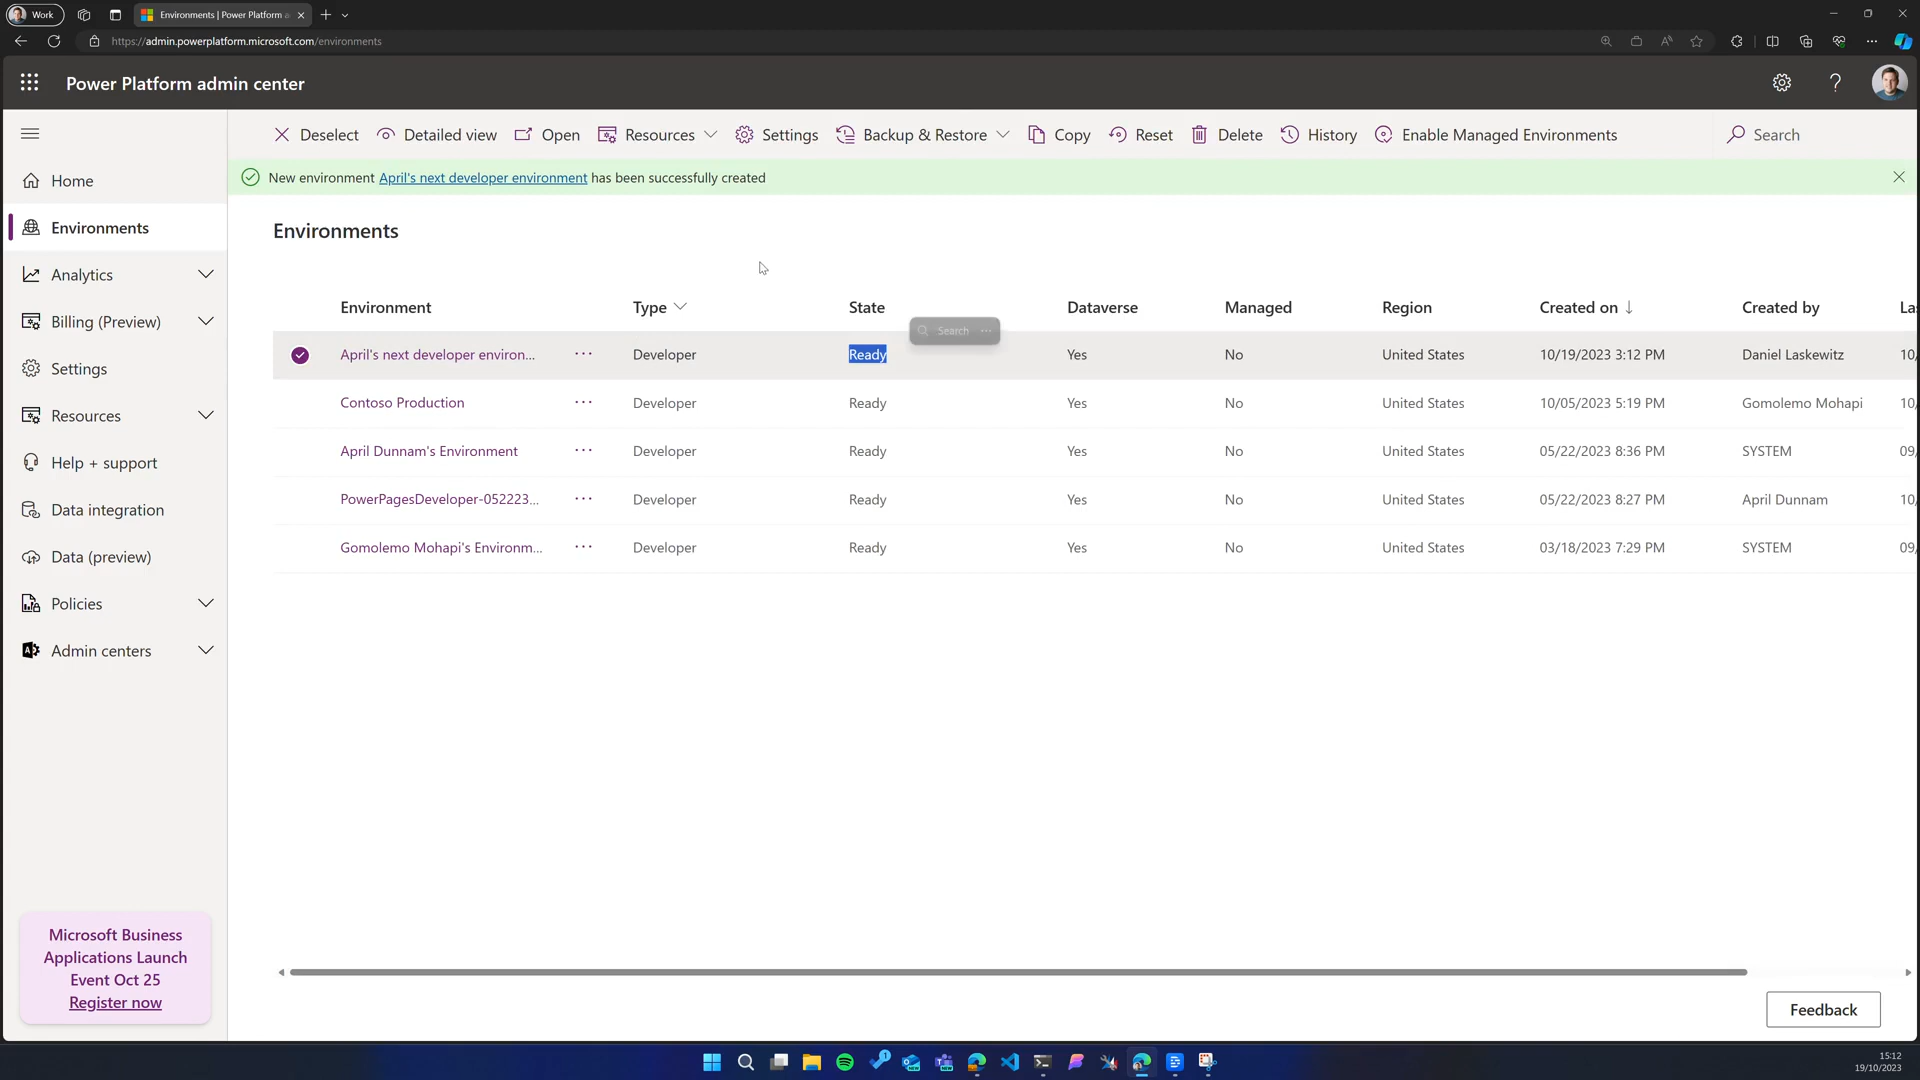 Work
Environments | Power Platform a
https://admin.powerplatform.microsoft.com/environments
Power Platform admin center
Deselect Detailed view Open Resources Settings Backup & Restore Copy Reset Delete History Enable Managed Environments Search
New environment April's next developer environment has been successfully created
Home
Environments
Analytics
Billing (Preview)
Settings
Resources
Help + support
Data integration
Data (preview)
Policies
Admin centers
Environments
Environment Type State Dataverse Managed Region Created on ↓ Created by Las
Search ···
April's next developer environ... ··· Developer Ready Yes No United States 10/19/2023 3:12 PM Daniel Laskewitz 10/
Contoso Production ··· Developer Ready Yes No United States 10/05/2023 5:19 PM Gomolemo Mohapi 10/
April Dunnam's Environment ··· Developer Ready Yes No United States 05/22/2023 8:36 PM SYSTEM 09/
PowerPagesDeveloper-052223... ··· Developer Ready Yes No United States 05/22/2023 8:27 PM April Dunnam 10/
Gomolemo Mohapi's Environm... ··· Developer Ready Yes No United States 03/18/2023 7:29 PM SYSTEM 09/
Microsoft Business
Applications Launch
Event Oct 25
Register now
Feedback
1
15:12
19/10/2023